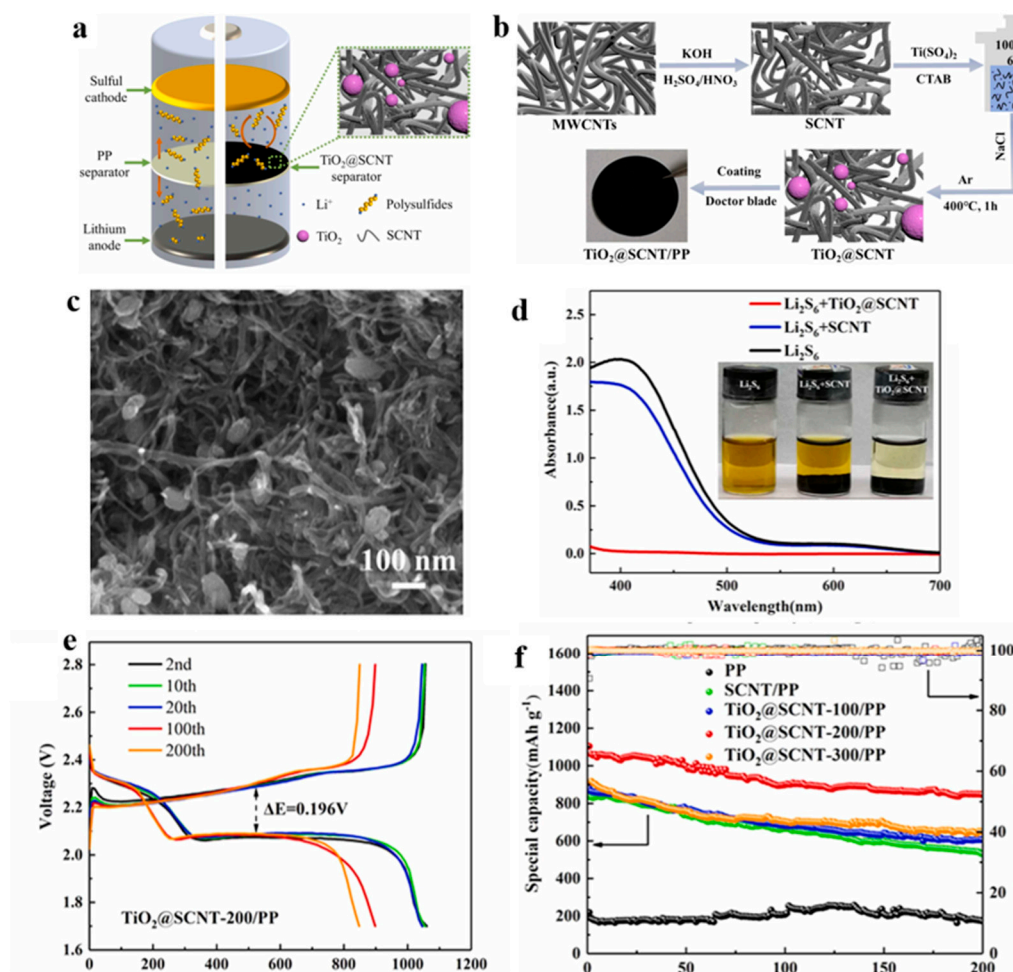 a
Sulful
cathode
PP
separator
Lithium
anode
TiO₂@SCNT
separator
Li⁺
Polysulfides
TiO₂
SCNT
b
MWCNTs
KOH
H₂SO₄/HNO₃
SCNT
Ti(SO₄)₂
CTAB
100
6
NaCl
Ar
400℃, 1h
TiO₂@SCNT
Coating
Doctor blade
TiO₂@SCNT/PP
c
100 nm
d
Li₂S₆+TiO₂@SCNT
Li₂S₆+SCNT
Li₂S₆
Li₂S₆
Li₂S₆+SCNT
Li₂S₆+
TiO₂@SCNT
Absorbance(a.u.)
2.5
2.0
1.5
1.0
0.5
0.0
400
500
600
700
Wavelength(nm)
e
2nd
10th
20th
100th
200th
Voltage (V)
2.8
2.6
2.4
2.2
2.0
1.8
1.6
ΔE=0.196V
TiO₂@SCNT-200/PP
0
200
400
600
800
1000
1200
f
PP
SCNT/PP
TiO₂@SCNT-100/PP
TiO₂@SCNT-200/PP
TiO₂@SCNT-300/PP
Special capacity(mAh g⁻¹)
1600
1400
1200
1000
800
600
400
200
0
100
80
60
40
20
0
0
50
100
150
200